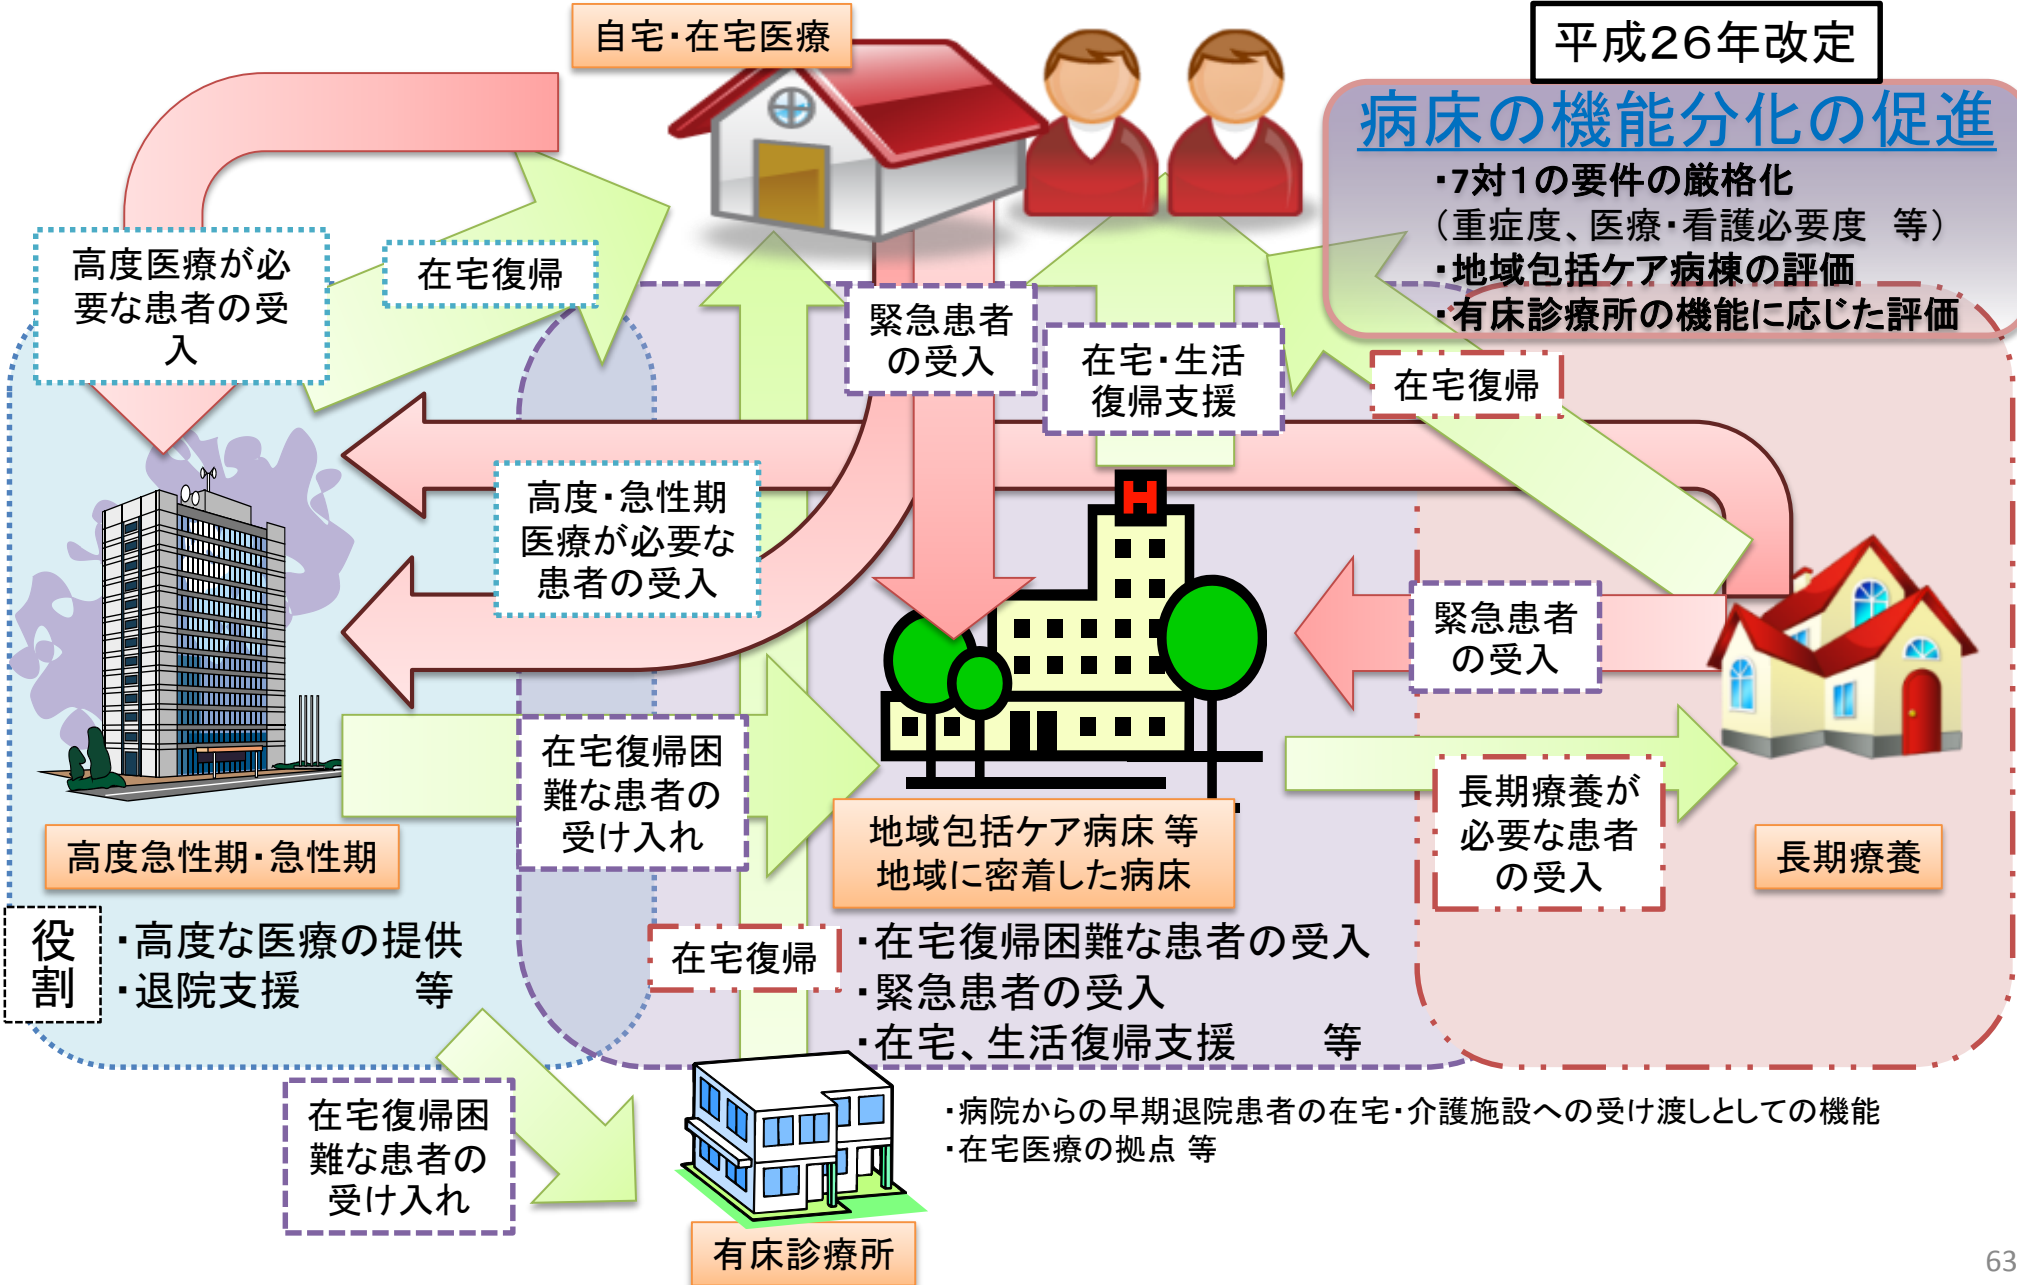 自宅・在宅医療
平成26年改定
病床の機能分化の促進
・7対1の要件の厳格化
（重症度、医療・看護必要度　等）
・地域包括ケア病棟の評価
・有床診療所の機能に応じた評価
高度医療が必
要な患者の受
入
在宅復帰
緊急患者
の受入
在宅・生活
復帰支援
在宅復帰
高度・急性期
医療が必要な
患者の受入
H
緊急患者
の受入
在宅復帰困
難な患者の
受け入れ
長期療養が
必要な患者
の受入
高度急性期・急性期
地域包括ケア病床 等
地域に密着した病床
長期療養
役
割
・高度な医療の提供
・退院支援　　　等
在宅復帰
・在宅復帰困難な患者の受入
・緊急患者の受入
・在宅、生活復帰支援　　等
在宅復帰困
難な患者の
受け入れ
・病院からの早期退院患者の在宅・介護施設への受け渡しとしての機能
・在宅医療の拠点 等
有床診療所
63